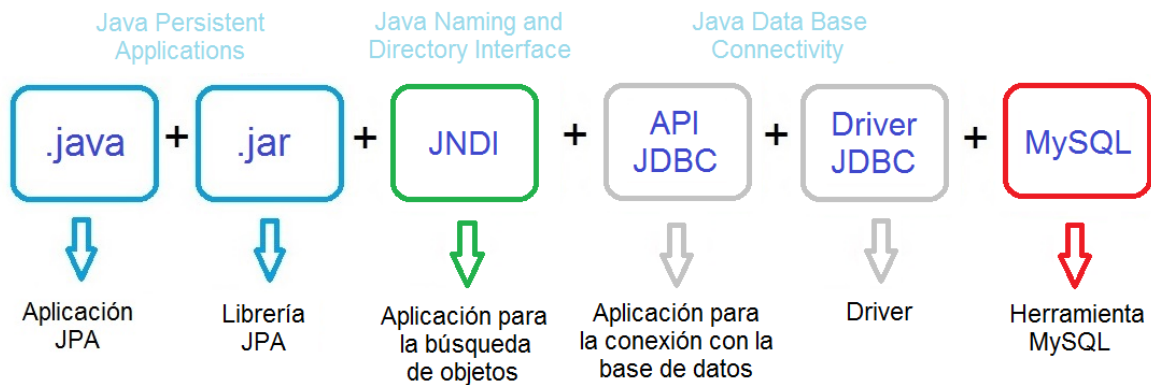 Java Persistent
Applications
Java Naming and
Directory Interface
Java Data Base
Connectivity
.java
+
.jar
+
JNDI
+
API
JDBC
+
Driver
JDBC
+
MySQL
Aplicación
JPA
Librería
JPA
Aplicación para
la búsqueda
de objetos
Aplicación para
la conexión con la
base de datos
Driver
Herramienta
MySQL